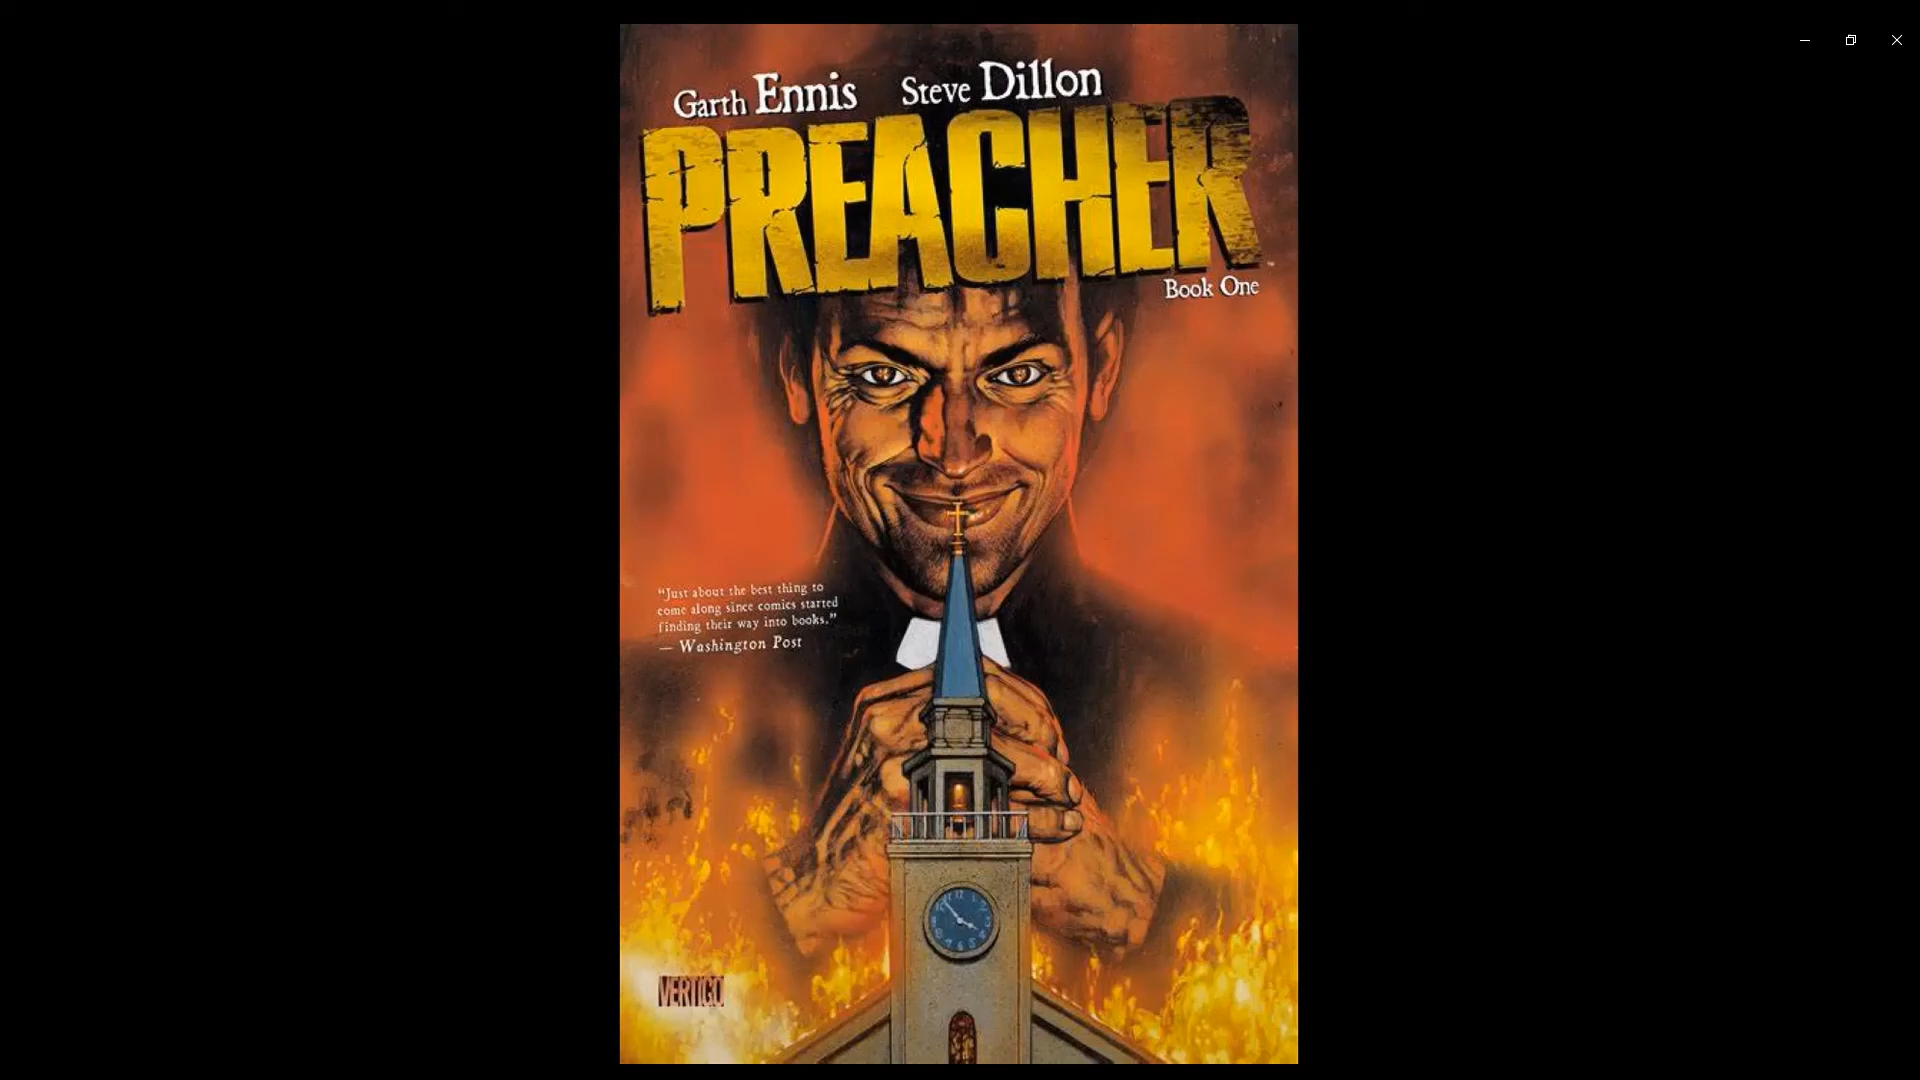 Garth Ennis Steve Dillon
PREACHER
Book One
“Just about the best thing to
come along since comics started
finding their way into books.”
— Washington Post
VERTIGO